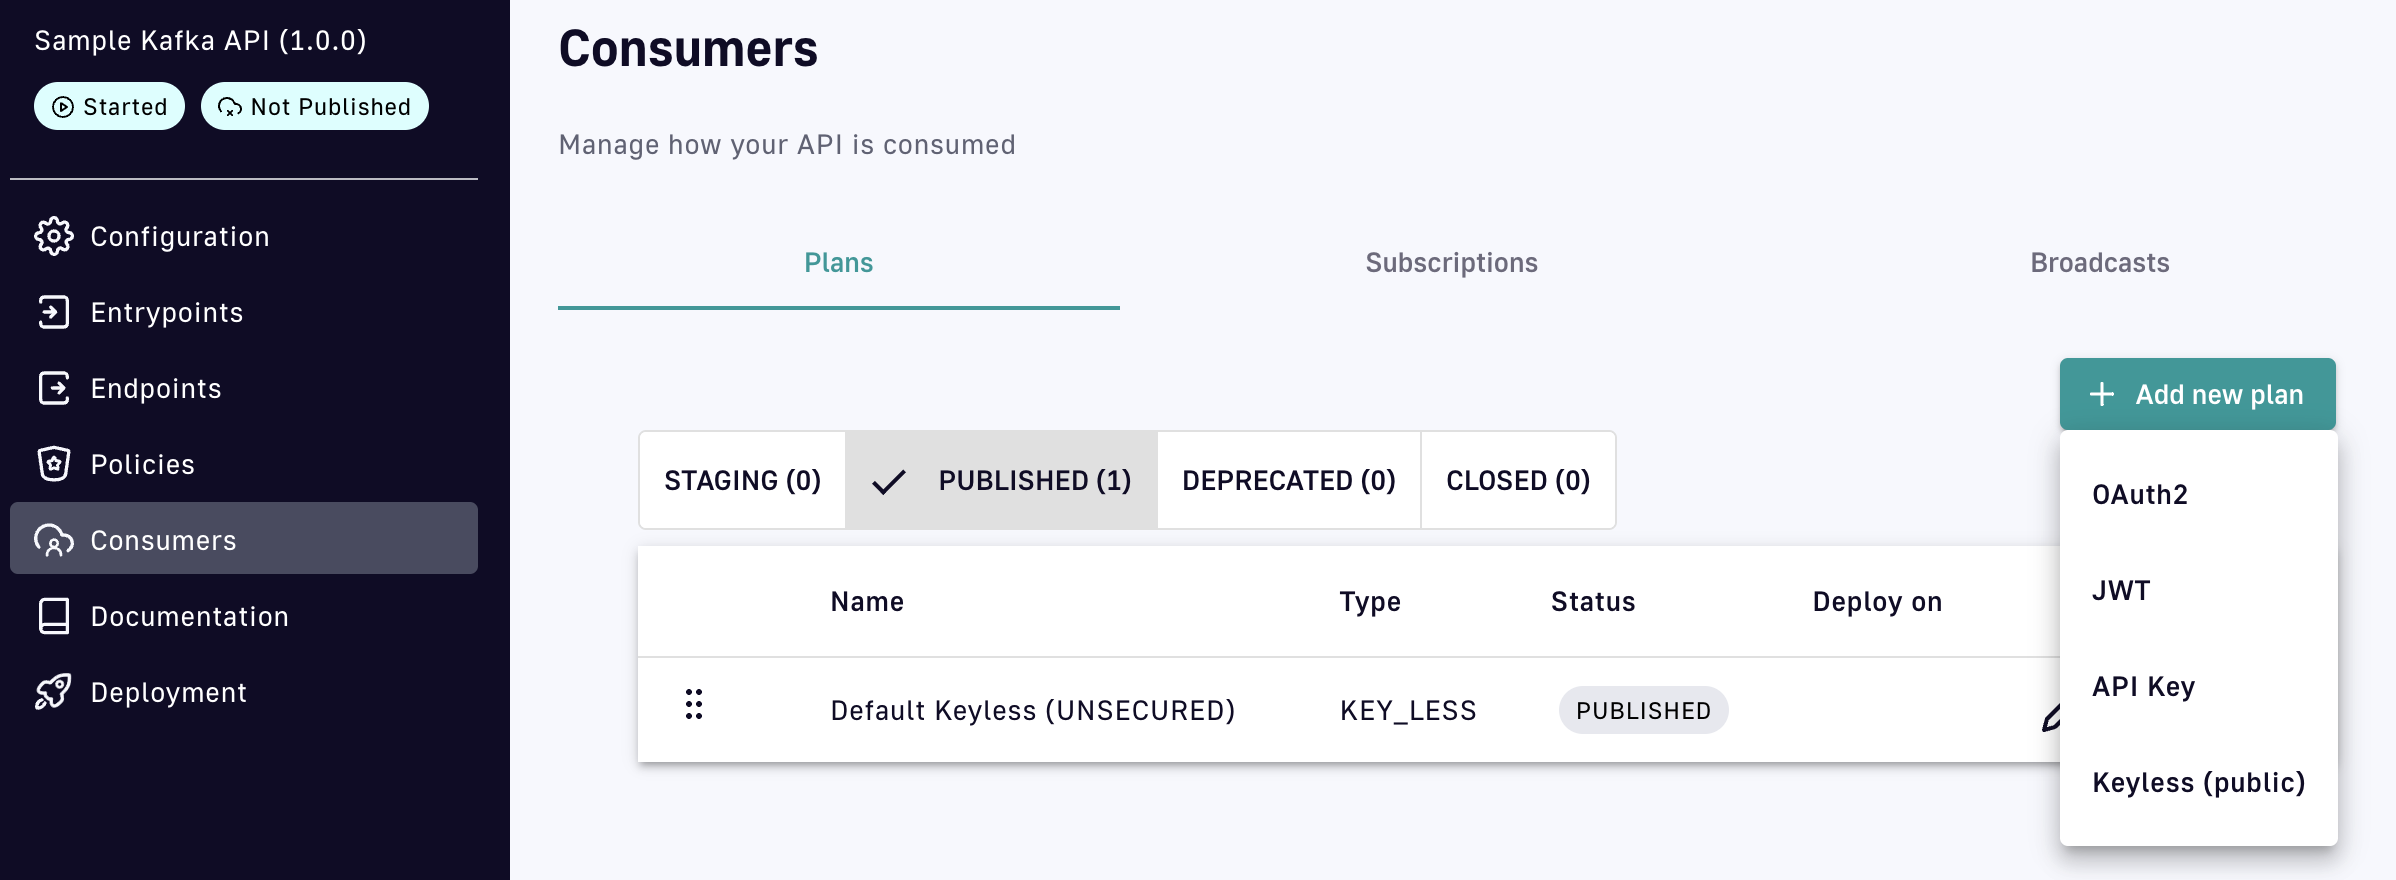 Sample Kafka API (1.0.0)
Started
Not Published
Configuration
Entrypoints
Endpoints
Policies
Consumers
Documentation
Deployment
Consumers
Manage how your API is consumed
Plans
Subscriptions
Broadcasts
Add new plan
OAuth2
JWT
API Key
Keyless (public)
STAGING (0)
PUBLISHED (1)
DEPRECATED (0)
CLOSED (0)
Name
Type
Status
Deploy on
Default Keyless (UNSECURED)
KEY_LESS
PUBLISHED